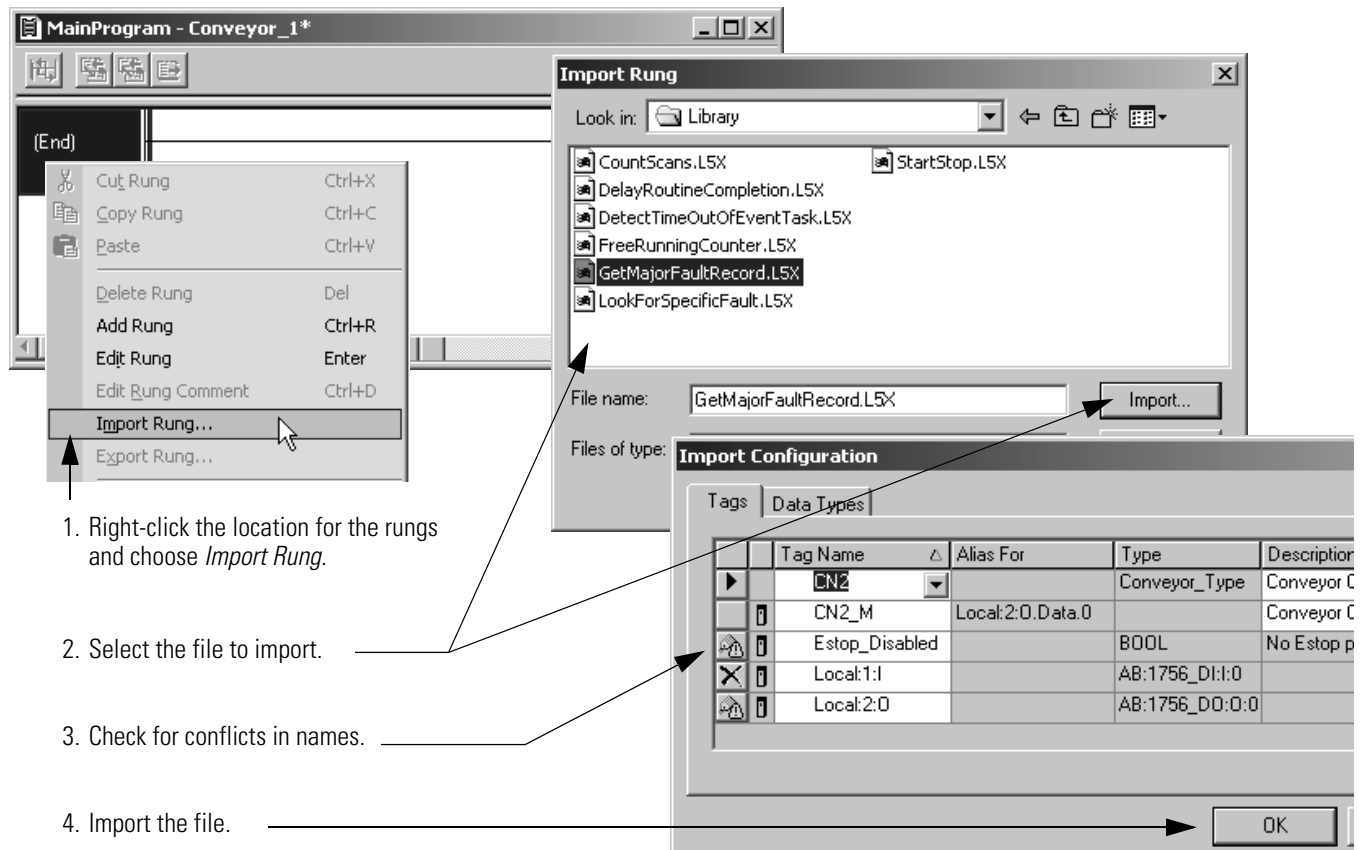 MainProgram - Conveyor_1*
(End)
Cut Rung Ctrl+X
Copy Rung Ctrl+C
Paste Ctrl+V
Delete Rung Del
Add Rung Ctrl+R
Edit Rung Enter
Edit Rung Comment Ctrl+D
Import Rung...
Export Rung...
Import Rung
Look in: Library
CountScans.L5X StartStop.L5X
DelayRoutineCompletion.L5X
DetectTimeOutOfEventTask.L5X
FreeRunningCounter.L5X
GetMajorFaultRecord.L5X
LookForSpecificFault.L5X
File name: GetMajorFaultRecord.L5X Import...
Files of type:
Import Configuration
Tags Data Types
Tag Name Alias For Type Description
CN2 Conveyor_Type Conveyor
CN2_M Local:2:O.Data.0 Conveyor
Estop_Disabled BOOL No Estop
Local:1:I AB:1756_DI:I:0
Local:2:O AB:1756_DO:O:0
OK
1. Right-click the location for the rungs
and choose Import Rung.
2. Select the file to import.
3. Check for conflicts in names.
4. Import the file.